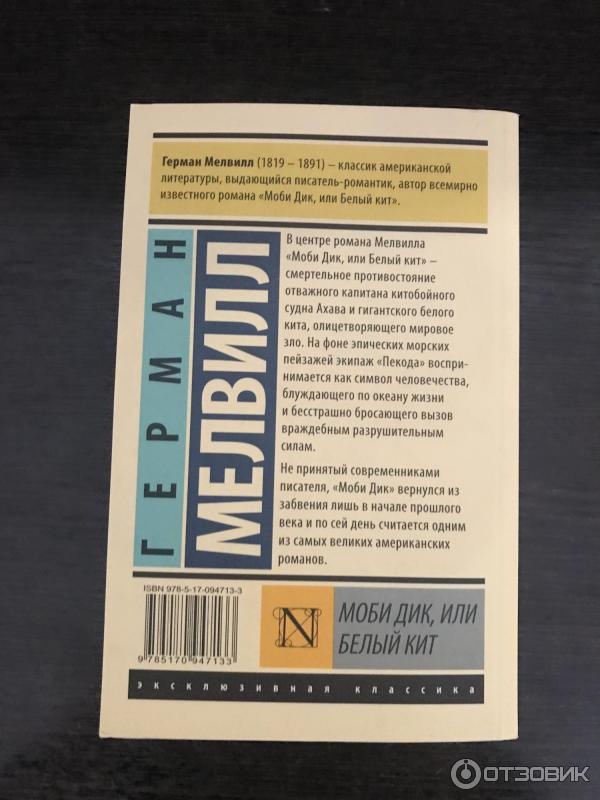 Герман Мелвилл (1819 – 1891) – классик американской
литературы, выдающийся писатель-романтик, автор всемирно
известного романа «Моби Дик, или Белый кит».
ГЕРМАН
МЕЛВИЛЛ
В центре романа Мелвилла
«Моби Дик, или Белый кит» –
смертельное противостояние
отважного капитана китобойного
судна Ахава и гигантского белого
кита, олицетворяющего мировое
зло. На фоне эпических морских
пейзажей экипаж «Пекода» воспри-
нимается как символ человечества,
блуждающего по океану жизни
и бесстрашно бросающего вызов
враждебным разрушительным
силам.
Не принятый современниками
писателя, «Моби Дик» вернулся из
забвения лишь в начале прошлого
века и по сей день считается одним
из самых великих американских
романов.
ISBN 978-5-17-094713-3
9 785170 947133
N
МОБИ ДИК, ИЛИ
БЕЛЫЙ КИТ
эксклюзивная классика
ОТЗОВИК